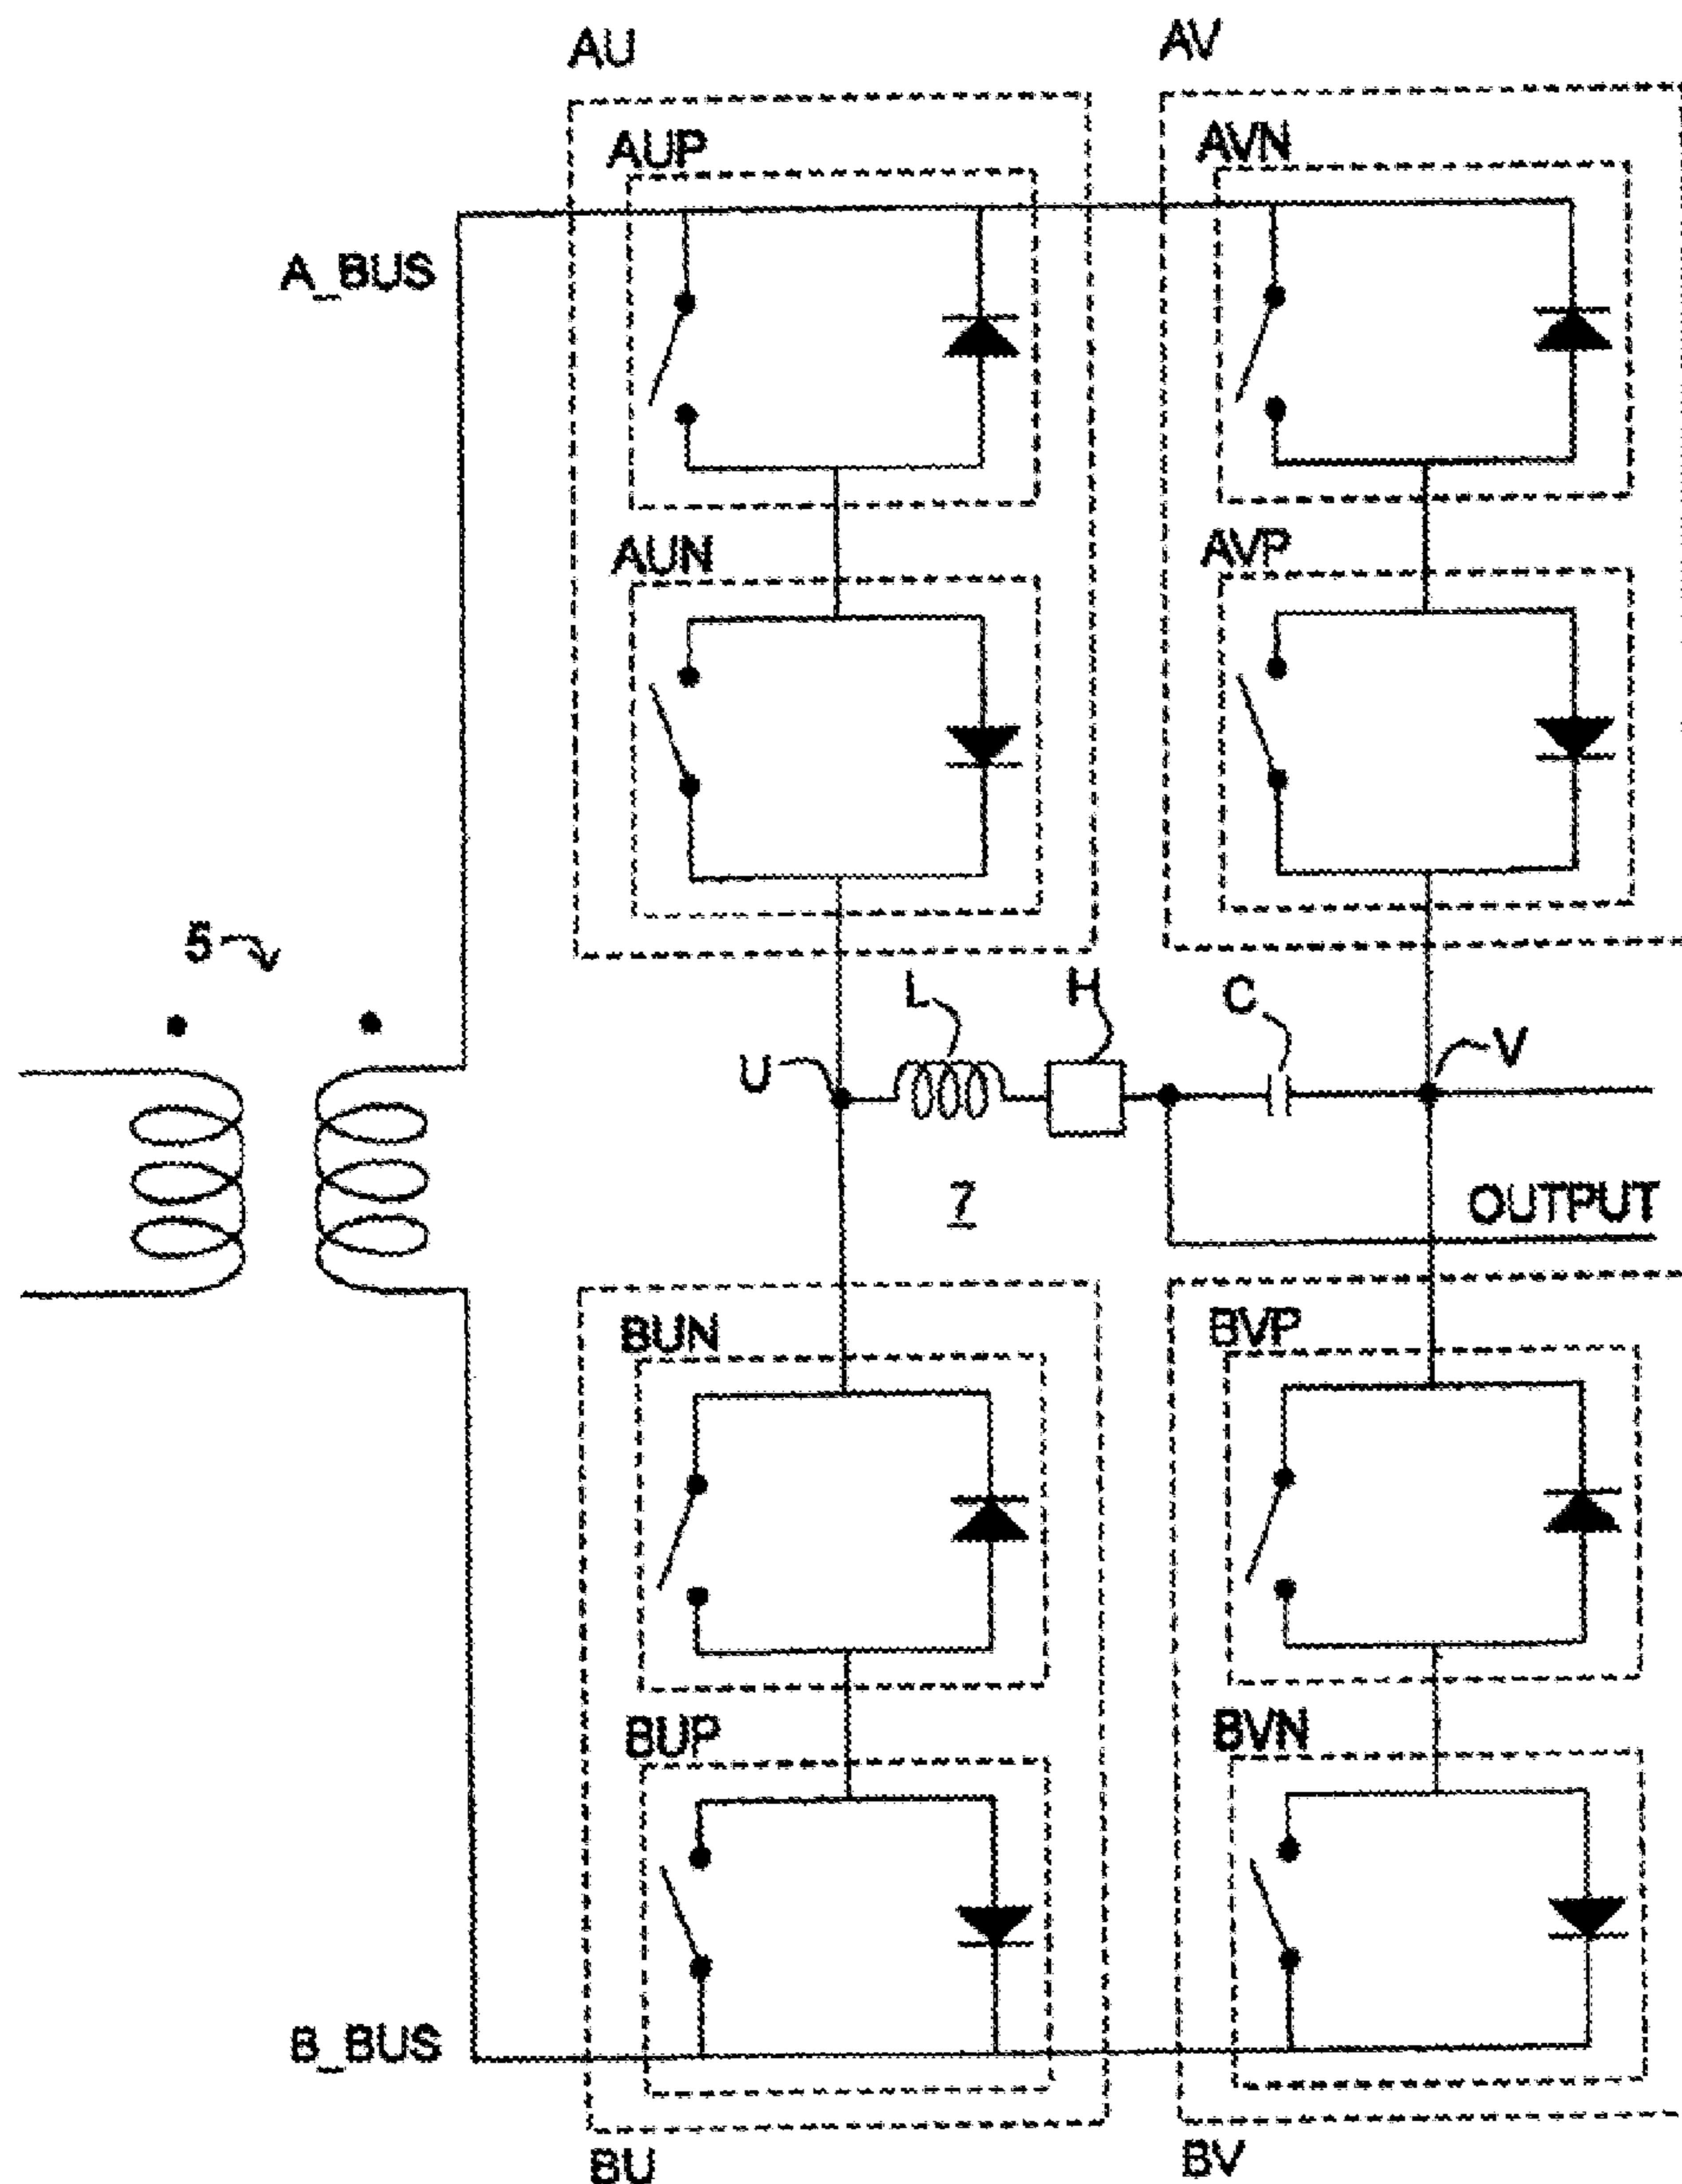 AU
AV
AUP
AVN
A_BUS
AUN
AVP
5
L
H
C
U
V
7
OUTPUT
BUN
BVP
BUP
BVN
B_BUS
BU
BV